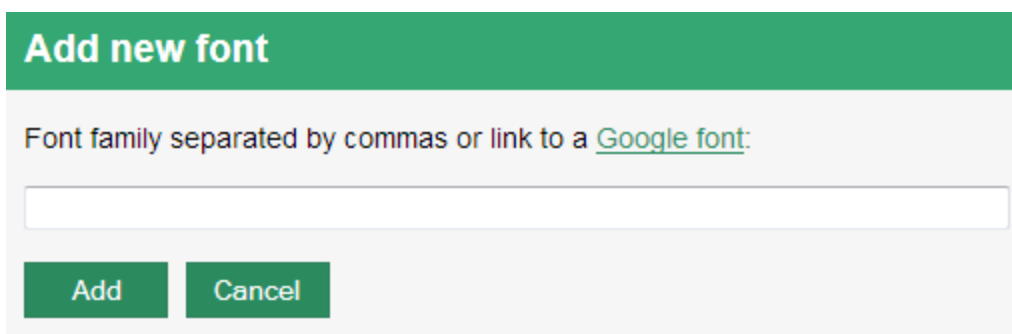 Add new font
Font family separated by commas or link to a Google font:
Add Cancel